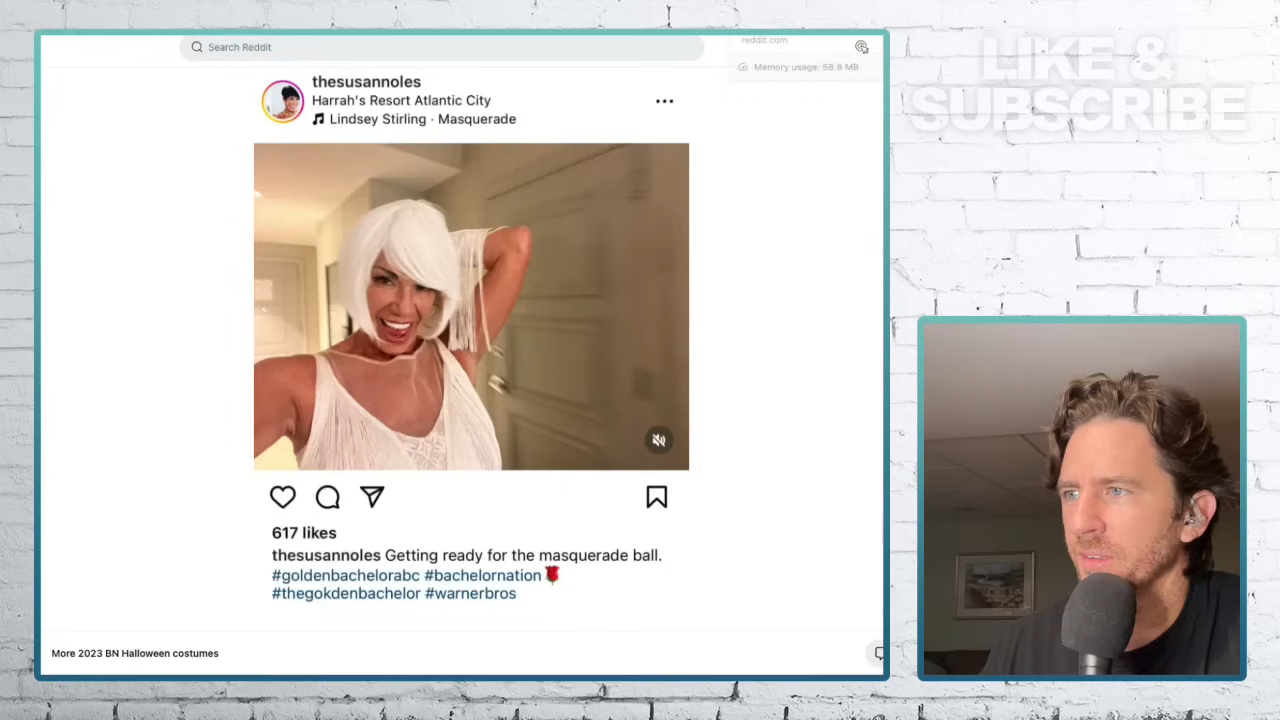 Search Reddit
reddit.com
Memory usage: 58.8 MB
LIKE &
SUBSCRIBE
thesusannoles
Harrah's Resort Atlantic City
Lindsey Stirling · Masquerade
617 likes
thesusannoles Getting ready for the masquerade ball.
#goldenbachelorabc #bachelornation
#thegokdenbachelor #warnerbros
More 2023 BN Halloween costumes